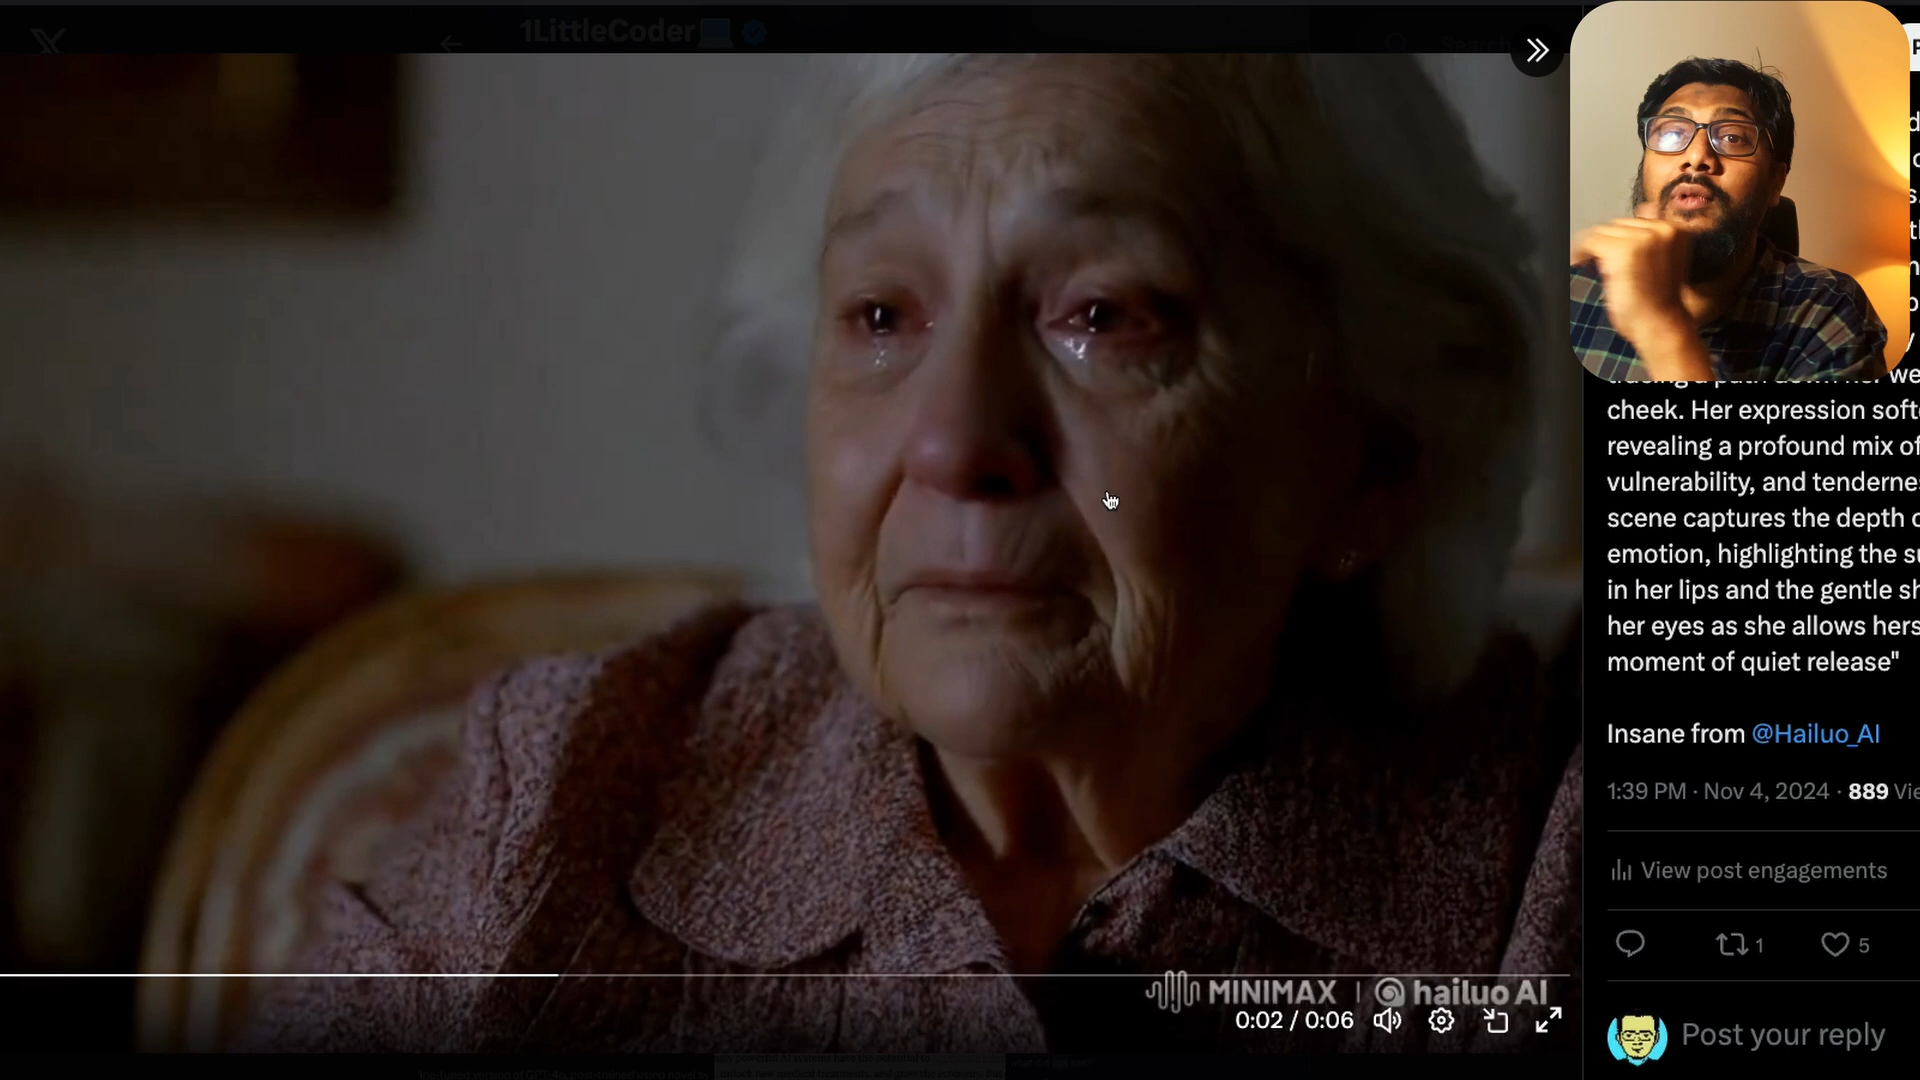 1LittleCoder
cheek. Her expression soft
revealing a profound mix of
vulnerability, and tenderne
scene captures the depth
emotion, highlighting the s
in her lips and the gentle sh
her eyes as she allows hers
moment of quiet release"
Insane from @Hailuo_AI
1:39 PM · Nov 4, 2024 · 889 Vie
View post engagements
1
5
MINIMAX | hailuo AI
0:02 / 0:06
Post your reply